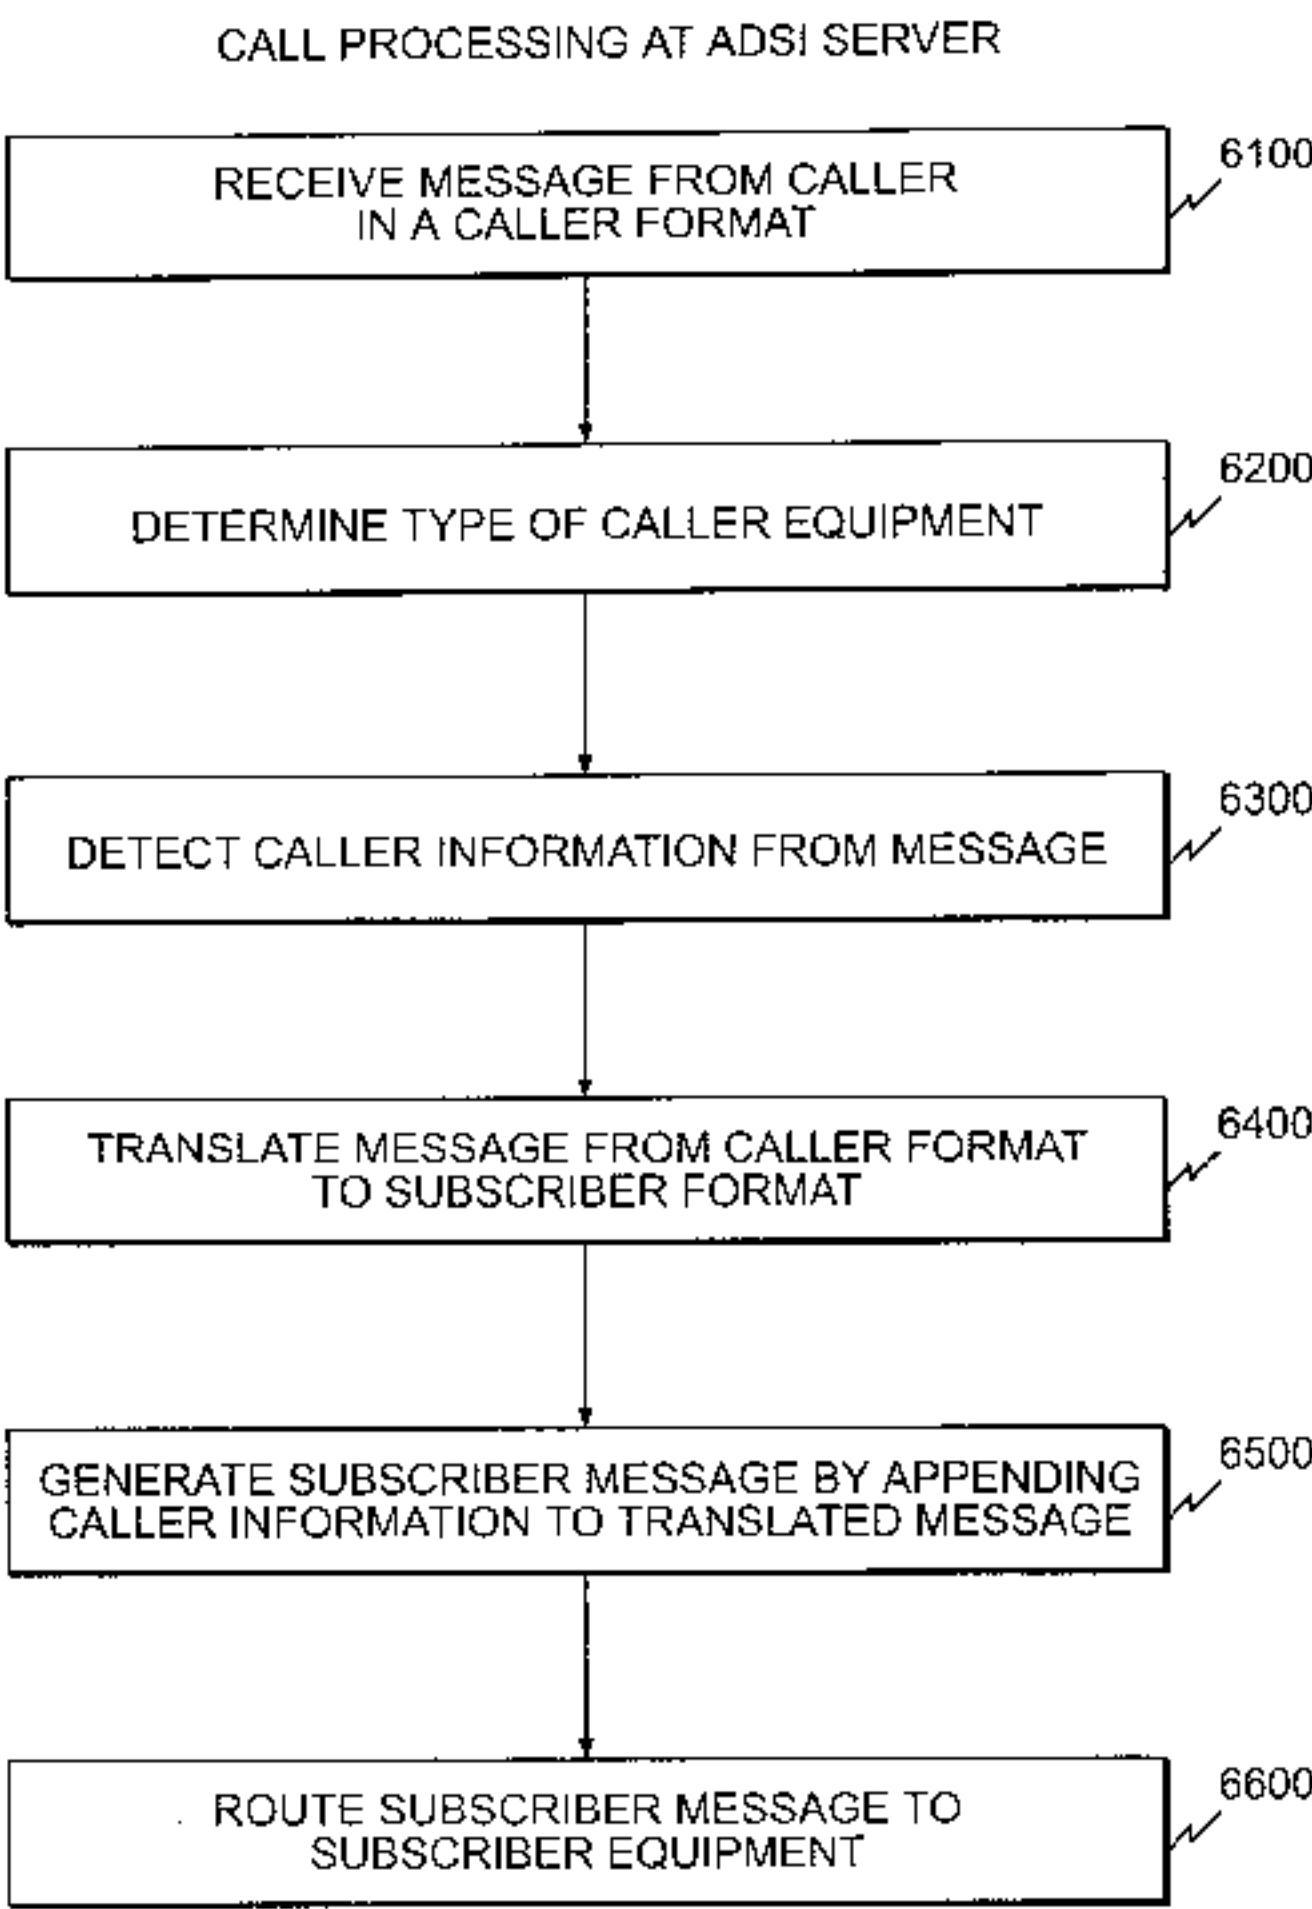 CALL PROCESSING AT ADSI SERVER
RECEIVE MESSAGE FROM CALLER
IN A CALLER FORMAT
6100
DETERMINE TYPE OF CALLER EQUIPMENT
6200
DETECT CALLER INFORMATION FROM MESSAGE
6300
TRANSLATE MESSAGE FROM CALLER FORMAT
TO SUBSCRIBER FORMAT
6400
GENERATE SUBSCRIBER MESSAGE BY APPENDING
CALLER INFORMATION TO TRANSLATED MESSAGE
6500
ROUTE SUBSCRIBER MESSAGE TO
SUBSCRIBER EQUIPMENT
6600